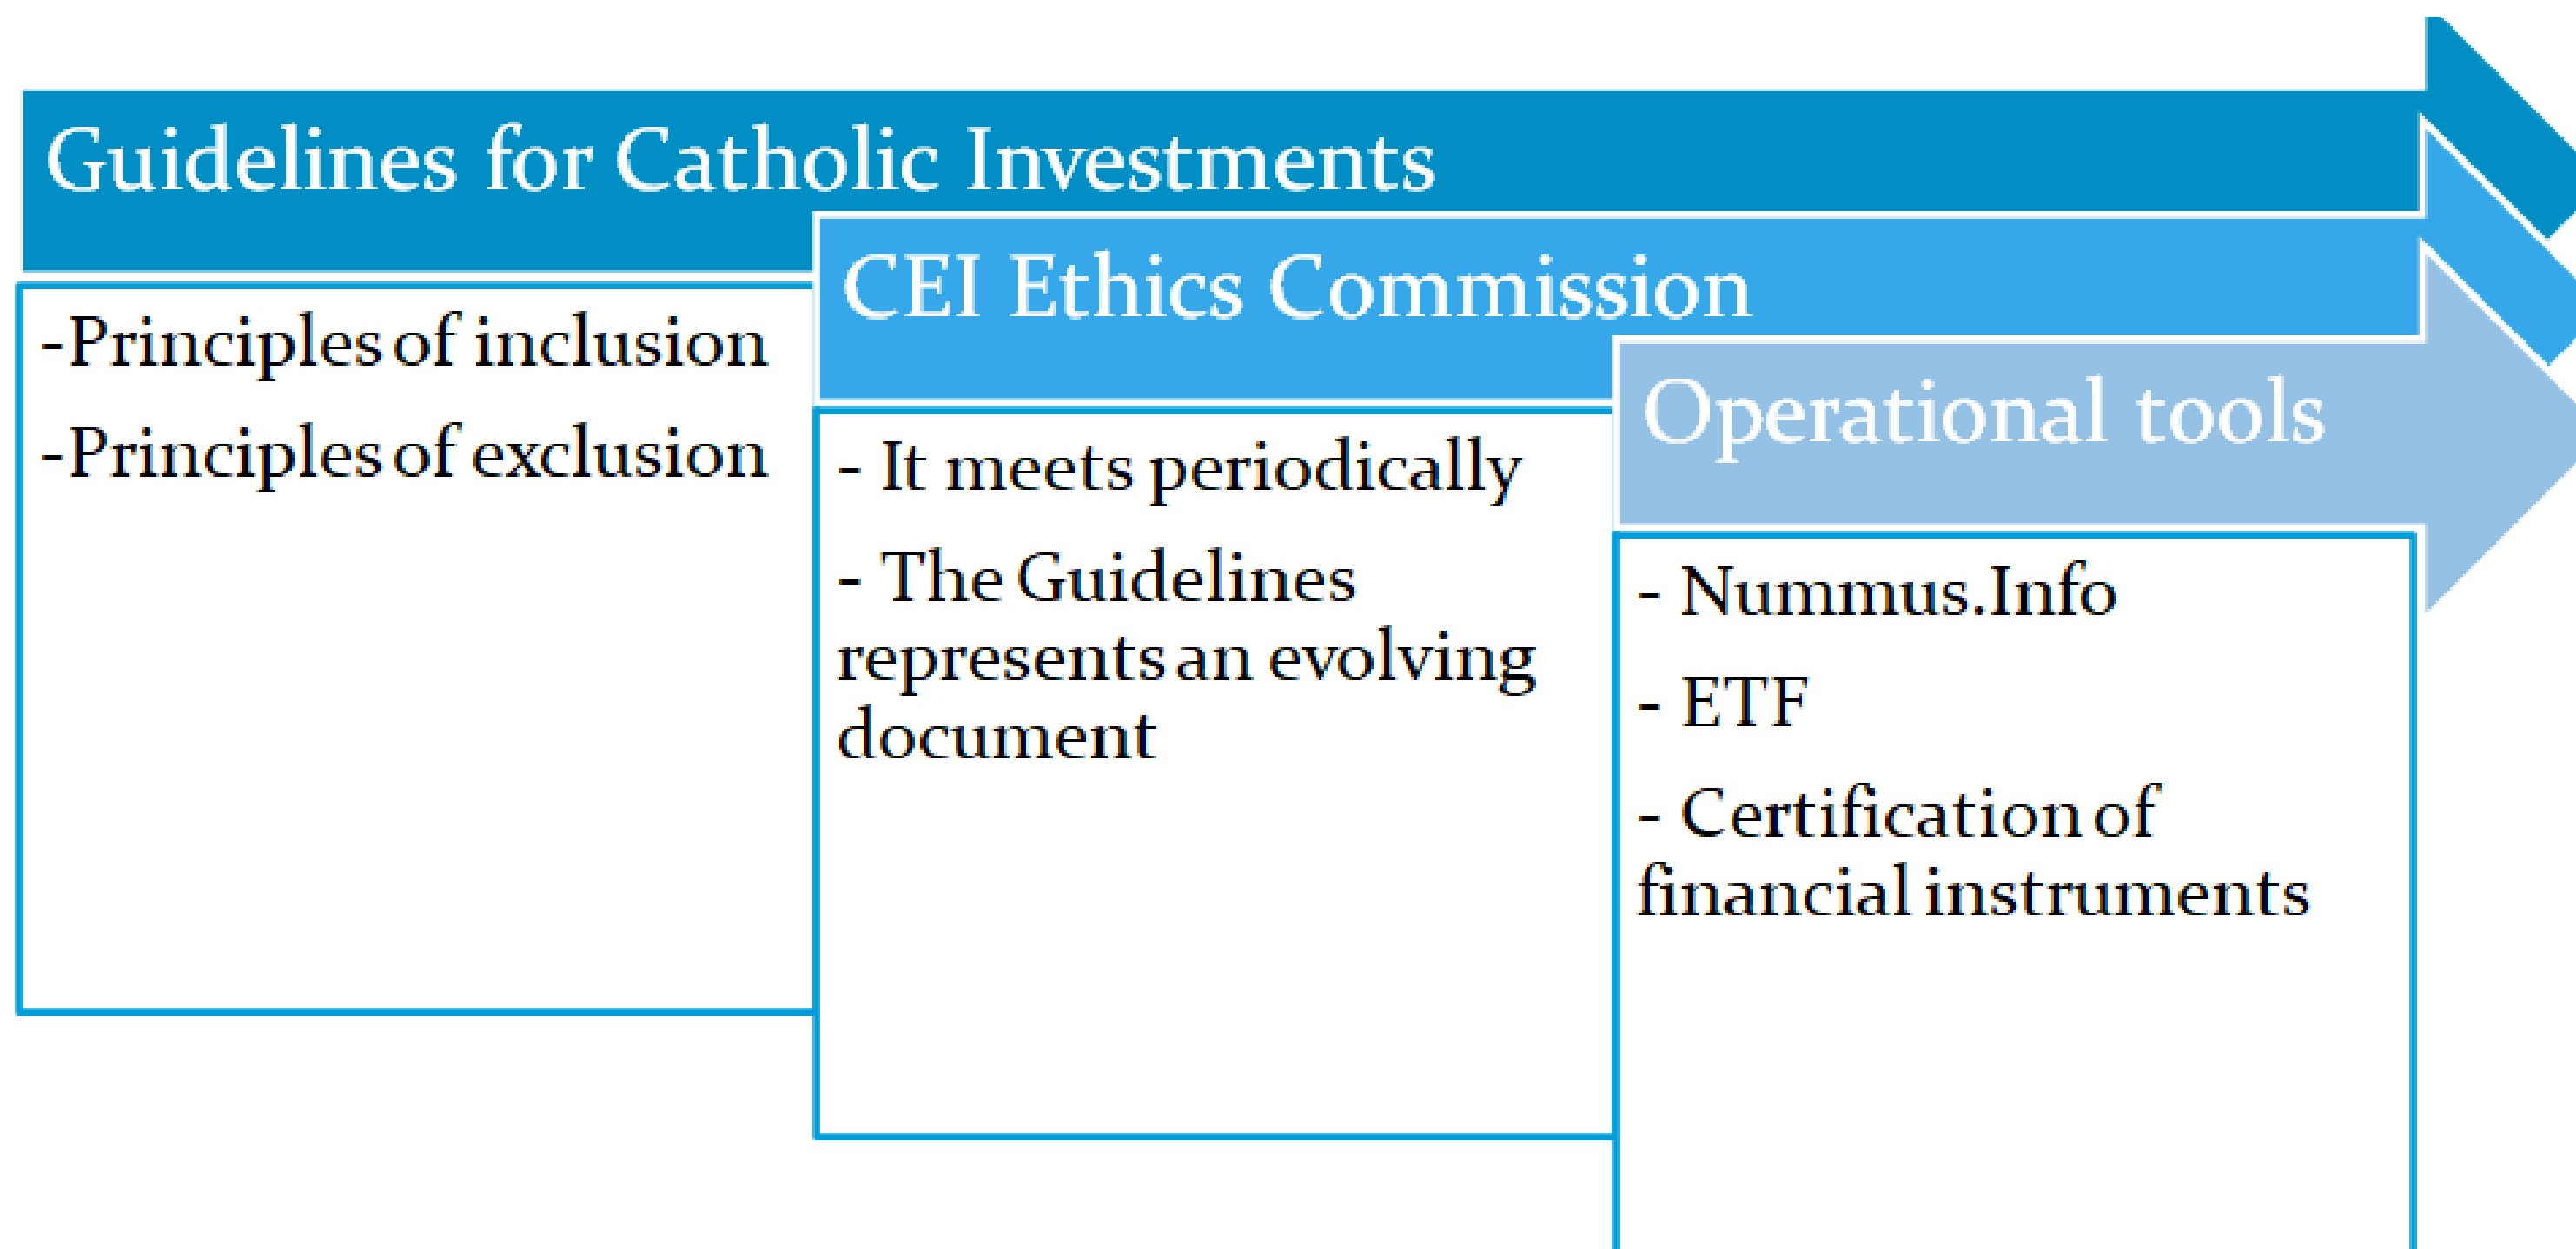 Guidelines for Catholic Investments
-Principles of inclusion
-Principles of exclusion
CEI Ethics Commission
- It meets periodically
- The Guidelines
represents an evolving
document
Operational tools
- Nummus.Info
- ETF
- Certification of
financial instruments